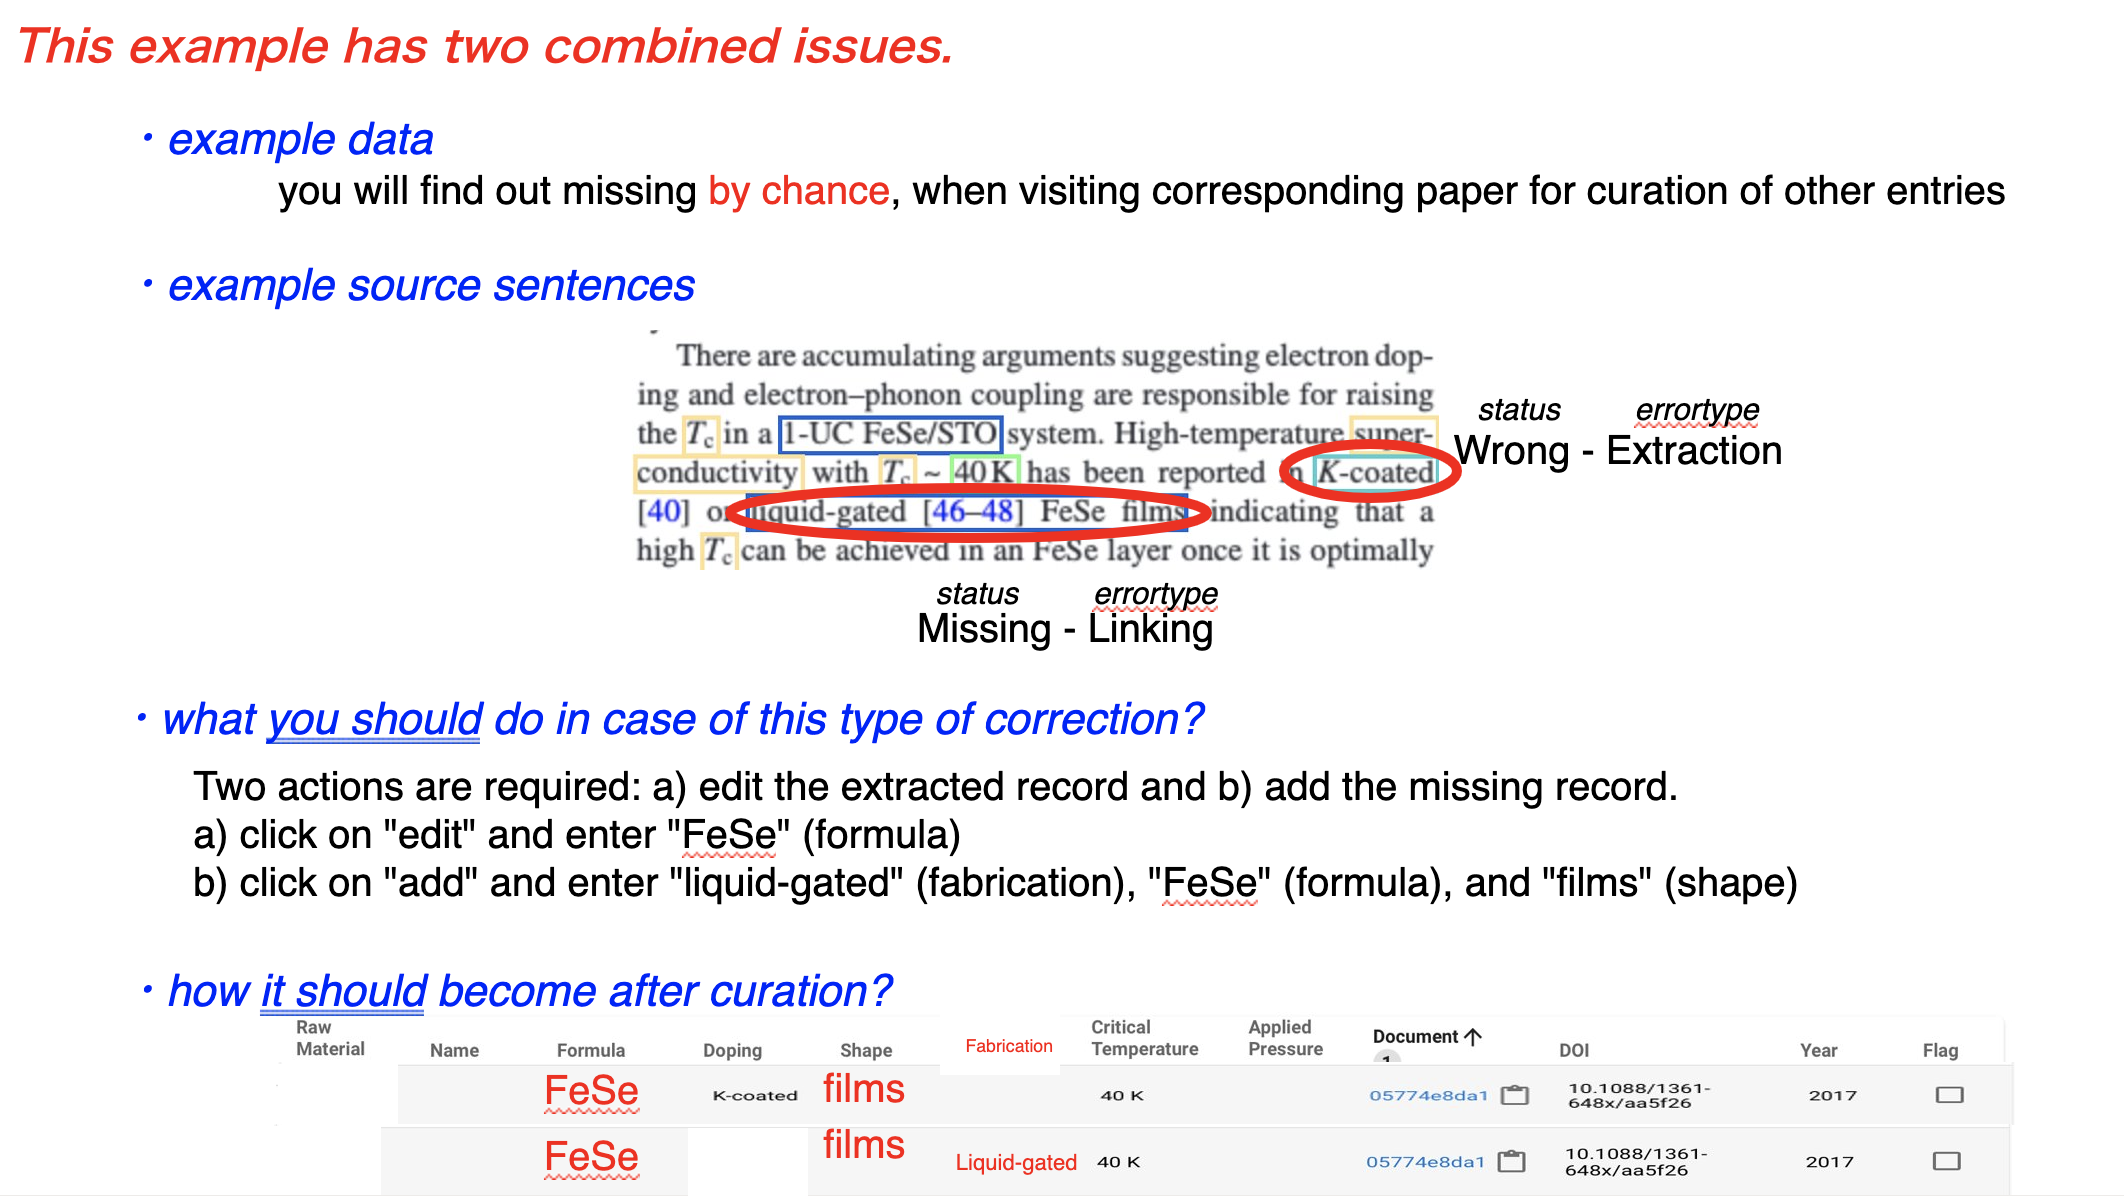 This example has two combined issues.
・example data
you will find out missing by chance, when visiting corresponding paper for curation of other entries
・example source sentences
There are accumulating arguments suggesting electron dop-
ing and electron–phonon coupling are responsible for raising
the Tc in a 1-UC FeSe/STO system. High-temperature super-
conductivity with Tc ~ 40 K has been reported in K-coated
[40] or liquid-gated [46–48] FeSe films indicating that a
high Tc can be achieved in an FeSe layer once it is optimally
status errortype
Wrong - Extraction
status errortype
Missing - Linking
・what you should do in case of this type of correction?
Two actions are required: a) edit the extracted record and b) add the missing record.
a) click on "edit" and enter "FeSe" (formula)
b) click on "add" and enter "liquid-gated" (fabrication), "FeSe" (formula), and "films" (shape)
・how it should become after curation?
Raw Material Name Formula Doping Shape Fabrication Critical Temperature Applied Pressure Document ↑ 1 DOI Year Flag
FeSe K-coated films 40 K 05774e8da1 10.1088/1361-648x/aa5f26 2017
FeSe films Liquid-gated 40 K 05774e8da1 10.1088/1361-648x/aa5f26 2017